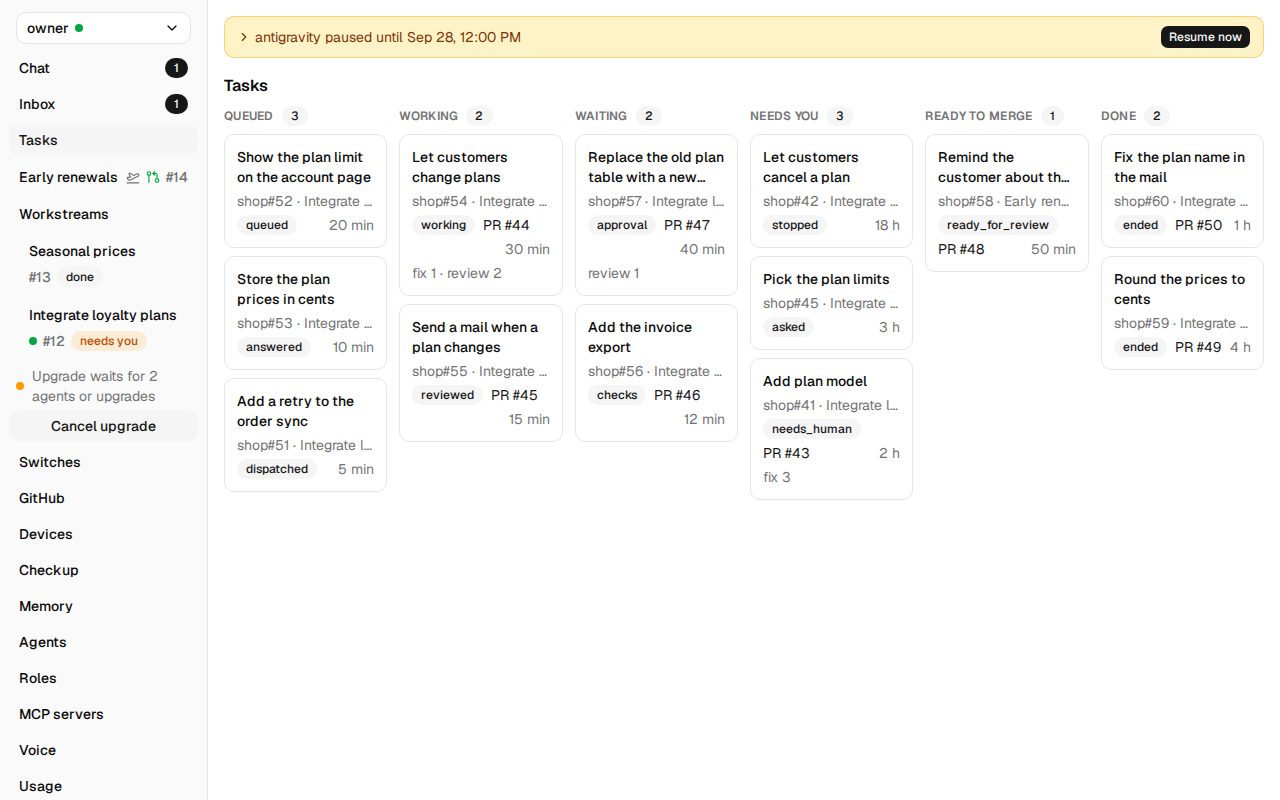 owner
Chat 1
Inbox 1
Tasks
Early renewals #14
Workstreams
Seasonal prices
#13 done
Integrate loyalty plans
#12 needs you
Upgrade waits for 2
agents or upgrades
Cancel upgrade
Switches
GitHub
Devices
Checkup
Memory
Agents
Roles
MCP servers
Voice
Usage
antigravity paused until Sep 28, 12:00 PM
Resume now
Tasks
QUEUED 3
Show the plan limit
on the account page
shop#52 · Integrate ...
queued 20 min
Store the plan
prices in cents
shop#53 · Integrate ...
answered 10 min
Add a retry to the
order sync
shop#51 · Integrate l...
dispatched 5 min
WORKING 2
Let customers
change plans
shop#54 · Integrate ...
working PR #44
30 min
fix 1 · review 2
Send a mail when a
plan changes
shop#55 · Integrate ...
reviewed PR #45
15 min
WAITING 2
Replace the old plan
table with a new...
shop#57 · Integrate l...
approval PR #47
40 min
review 1
Add the invoice
export
shop#56 · Integrate ...
checks PR #46
12 min
NEEDS YOU 3
Let customers
cancel a plan
shop#42 · Integrate ...
stopped 18 h
Pick the plan limits
shop#45 · Integrate ...
asked 3 h
Add plan model
shop#41 · Integrate l...
needs_human
PR #43 2 h
fix 3
READY TO MERGE 1
Remind the
customer about th...
shop#58 · Early ren...
ready_for_review
PR #48 50 min
DONE 2
Fix the plan name in
the mail
shop#60 · Integrate ...
ended PR #50 1 h
Round the prices to
cents
shop#59 · Integrate ...
ended PR #49 4 h